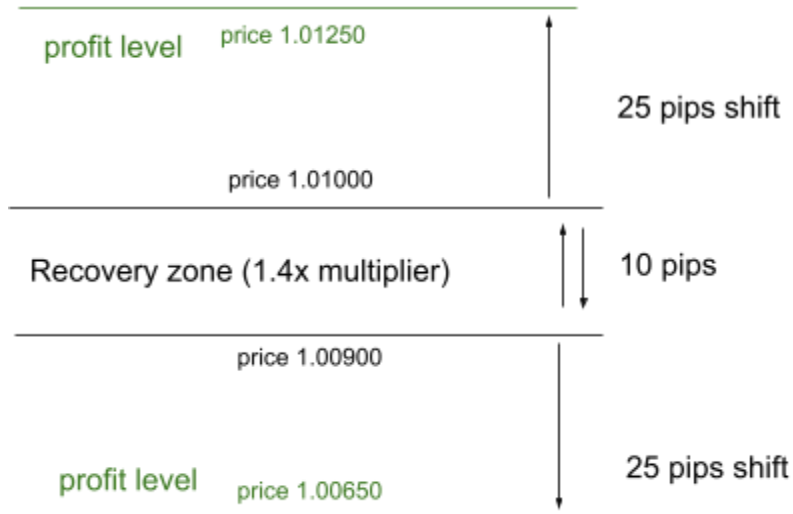 profit level price 1.01250
25 pips shift
price 1.01000
Recovery zone (1.4x multiplier)
10 pips
price 1.00900
25 pips shift
profit level price 1.00650